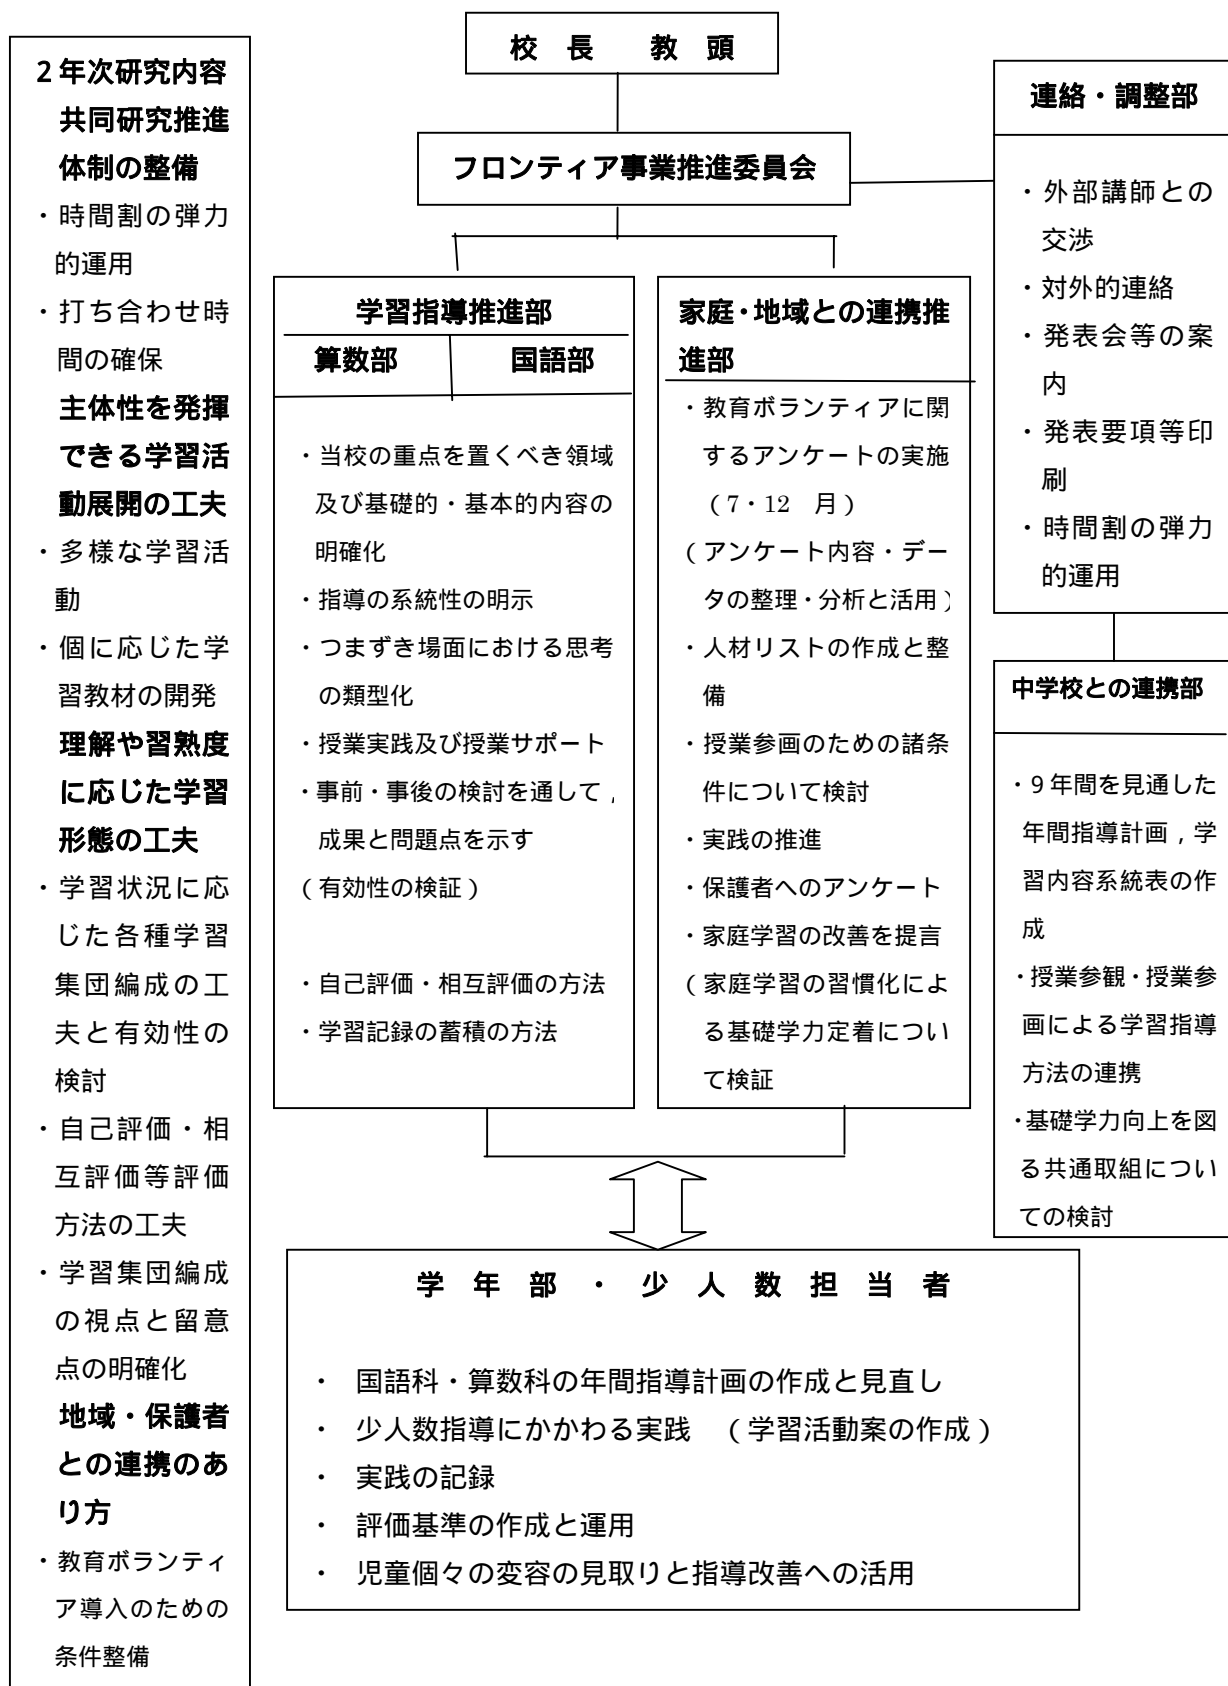 校　長　　教　頭
フロンティア事業推進委員会
2年次研究内容
共同研究推進
体制の整備
・時間割の弾力
的運用
・打ち合わせ時
間の確保
主体性を発揮
できる学習活
動展開の工夫
・多様な学習活
動
・個に応じた学
習教材の開発
理解や習熟度
に応じた学習
形態の工夫
・学習状況に応
じた各種学習
集団編成の工
夫と有効性の
検討
・自己評価・相
互評価等評価
方法の工夫
・学習集団編成
の視点と留意
点の明確化
地域・保護者
との連携のあ
り方
・教育ボランティ
ア導入のための
条件整備
学習指導推進部
算数部　国語部
・当校の重点を置くべき領域
及び基礎的・基本的内容の
明確化
・指導の系統性の明示
・つまずき場面における思考
の類型化
・授業実践及び授業サポート
・事前・事後の検討を通して，
成果と問題点を示す
（有効性の検証）
・自己評価・相互評価の方法
・学習記録の蓄積の方法
家庭・地域との連携推
進部
・教育ボランティアに関
するアンケートの実施
（7・12　月）
（アンケート内容・デー
タの整理・分析と活用）
・人材リストの作成と整
備
・授業参画のための諸条
件について検討
・実践の推進
・保護者へのアンケート
・家庭学習の改善を提言
（家庭学習の習慣化によ
る基礎学力定着につい
て検証
連絡・調整部
・外部講師との
交渉
・対外的連絡
・発表会等の案
内
・発表要項等印
刷
・時間割の弾力
的運用
中学校との連携部
・9年間を見通した
年間指導計画，学
習内容系統表の作
成
・授業参観・授業参
画による学習指導
方法の連携
・基礎学力向上を図
る共通取組につい
ての検討
学　年　部　・　少　人　数　担　当　者
・　国語科・算数科の年間指導計画の作成と見直し
・　少人数指導にかかわる実践　（学習活動案の作成）
・　実践の記録
・　評価基準の作成と運用
・　児童個々の変容の見取りと指導改善への活用